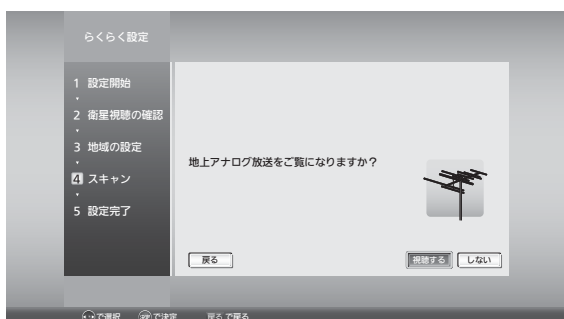 らくらく設定
1 設定開始
2 衛星視聴の確認
3 地域の設定
4 スキャン
5 設定完了
地上アナログ放送をご覧になりますか?
戻る
視聴する
しない
で選択 で決定 戻る で戻る